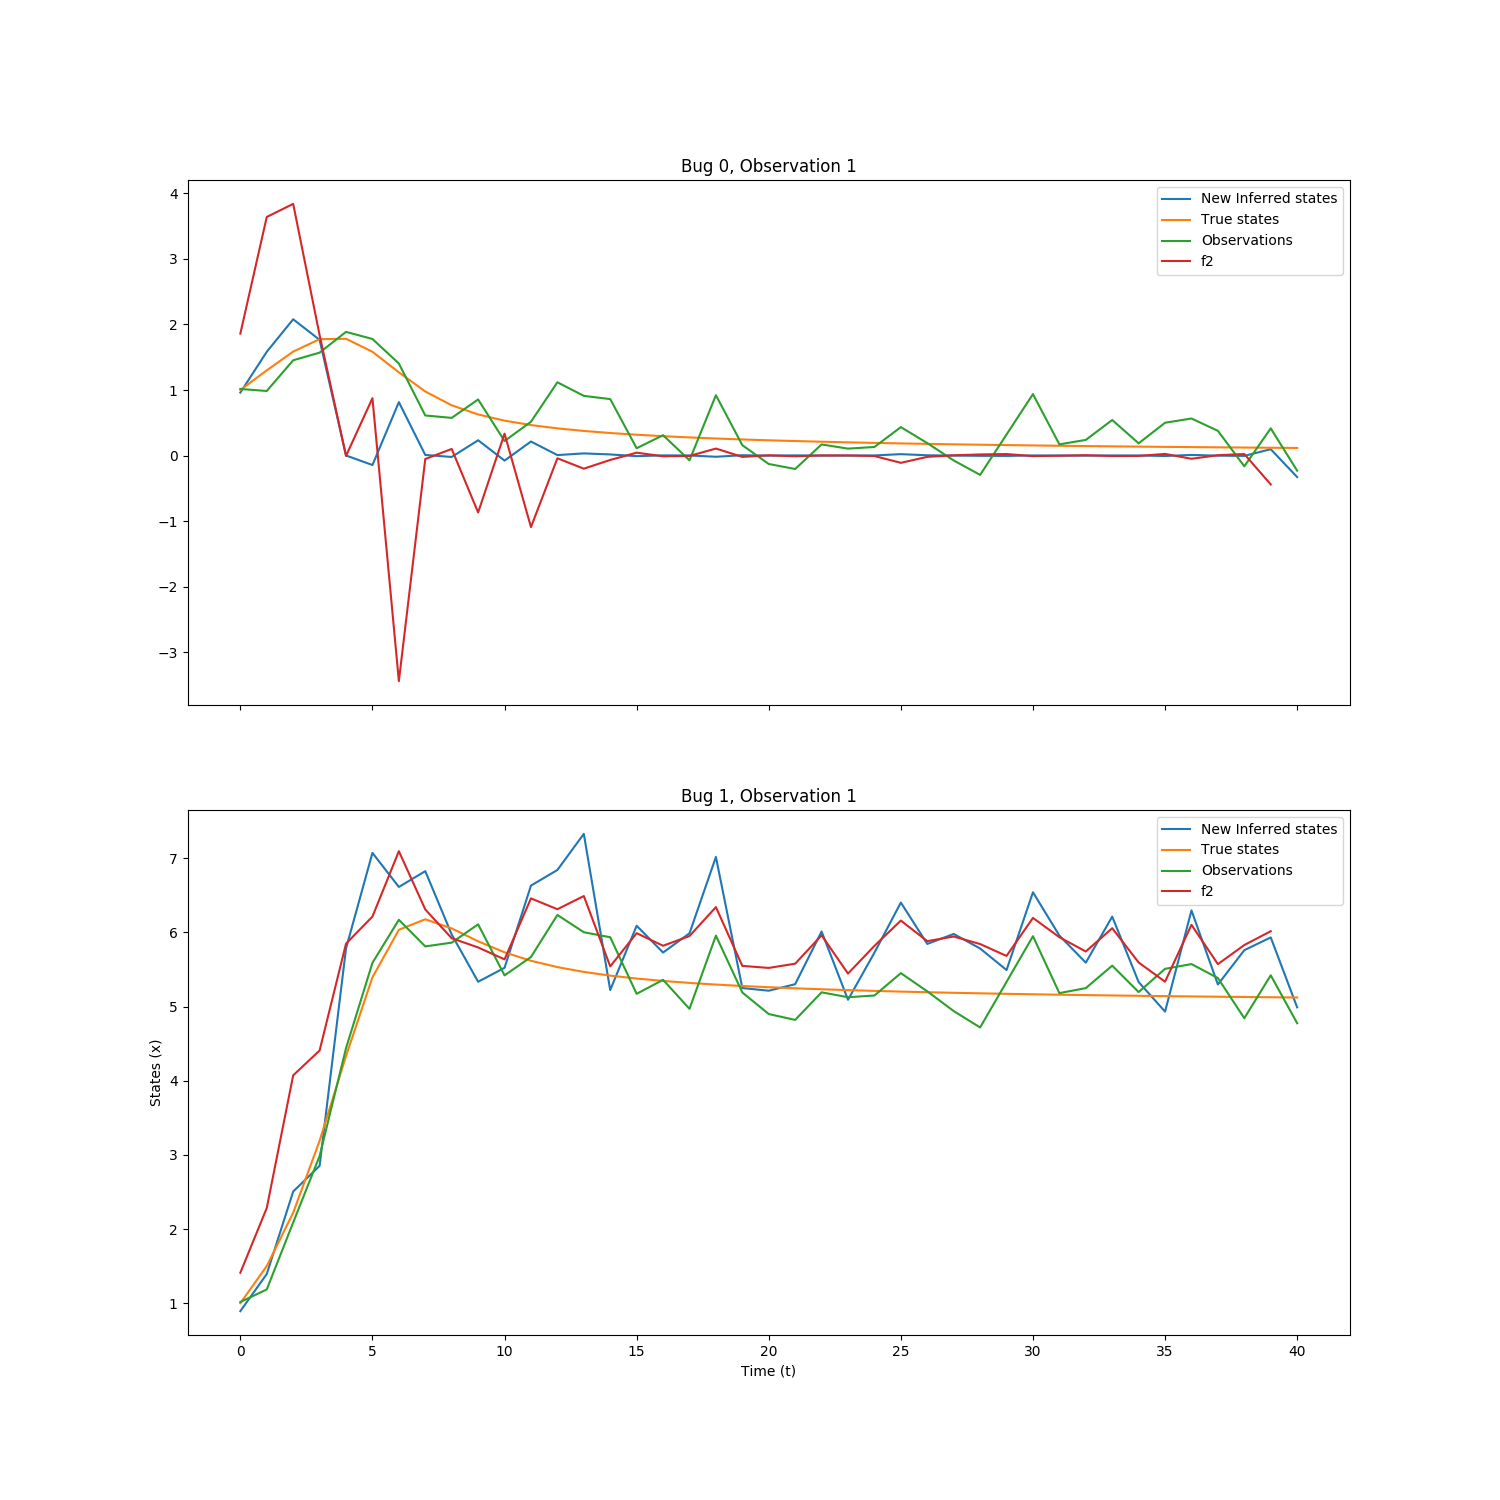 Bug 0, Observation 1
4
3
2
1
0
−1
−2
−3
New Inferred states
True states
Observations
f2
Bug 1, Observation 1
7
6
5
4
3
2
1
States (x)
New Inferred states
True states
Observations
f2
0 5 10 15 20 25 30 35 40
Time (t)